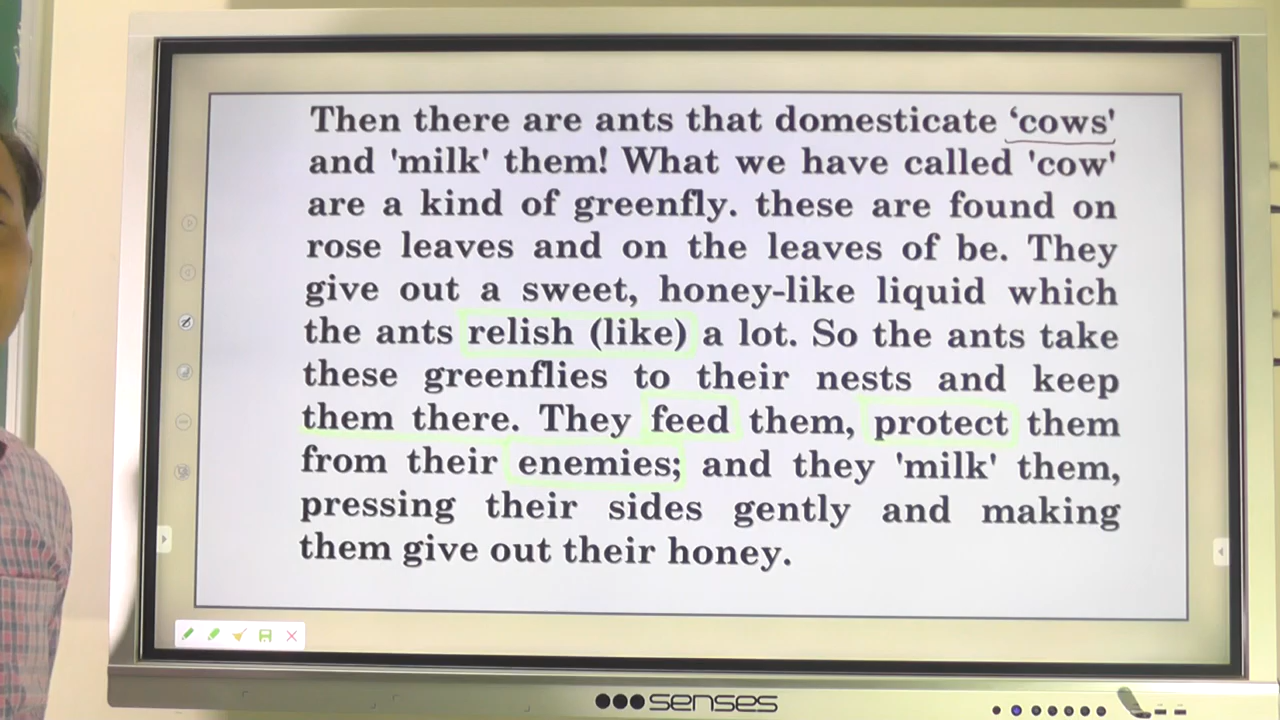 Then there are ants that domesticate ‘cows'
and 'milk' them! What we have called 'cow'
are a kind of greenfly. these are found on
rose leaves and on the leaves of be. They
give out a sweet, honey-like liquid which
the ants relish (like) a lot. So the ants take
these greenflies to their nests and keep
them there. They feed them, protect them
from their enemies; and they 'milk' them,
pressing their sides gently and making
them give out their honey.
senses